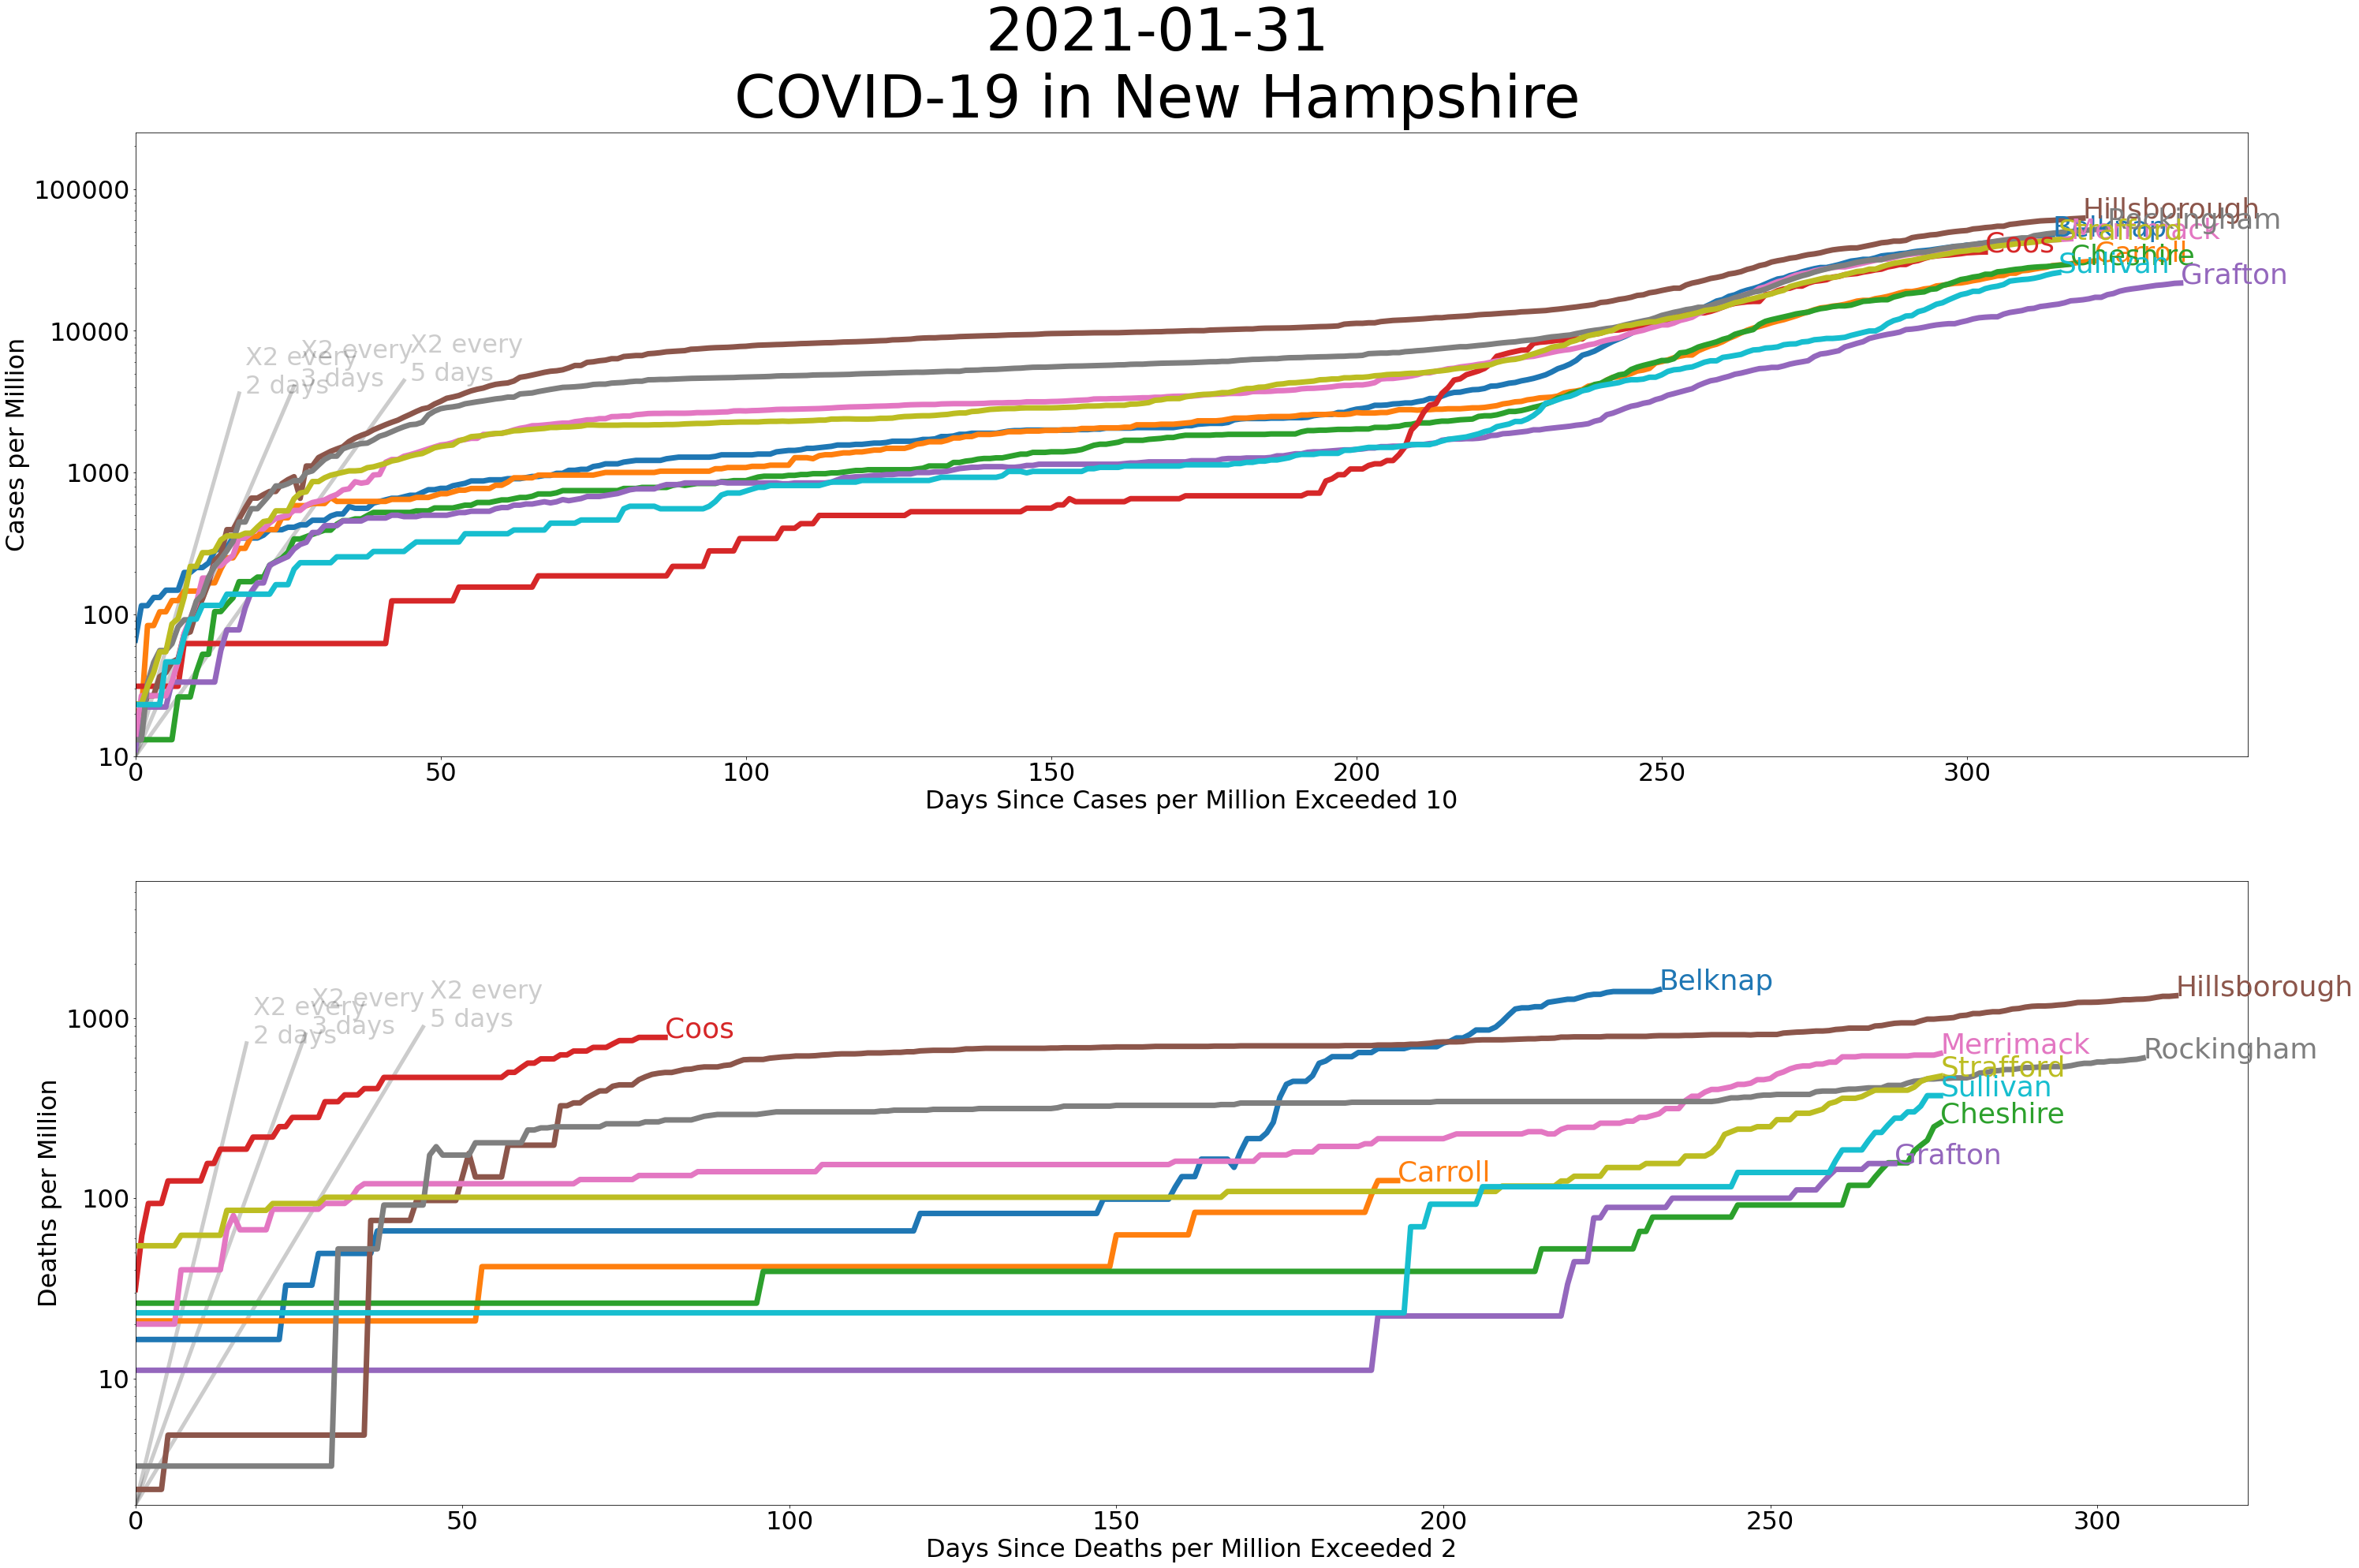 2021-01-31
COVID-19 in New Hampshire
100000
10000
1000
100
10
Cases per Million
X2 every
2 days
X2 every
3 days
X2 every
5 days
Hillsborough
Rockingham
Belknap
Strafford
Merrimack
Coos
Carroll
Cheshire
Sullivan
Grafton
0 50 100 150 200 250 300
Days Since Cases per Million Exceeded 10
1000
100
10
Deaths per Million
X2 every
2 days
X2 every
3 days
X2 every
5 days
Belknap
Hillsborough
Coos
Merrimack
Rockingham
Strafford
Sullivan
Cheshire
Grafton
Carroll
0 50 100 150 200 250 300
Days Since Deaths per Million Exceeded 2